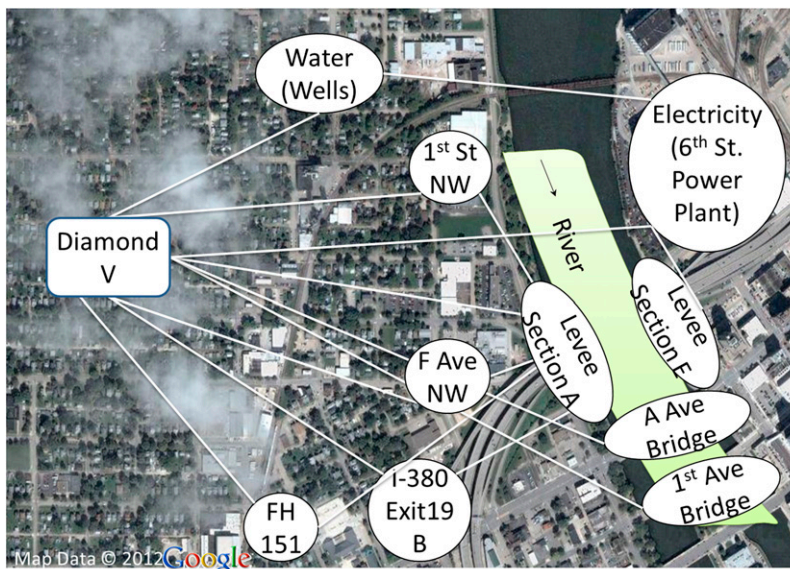 Water
(Wells)
Electricity
(6th St.
Power
Plant)
1st St
NW
River
Diamond
V
Levee
Section A
Levee
Section E
F Ave
NW
A Ave
Bridge
i-380
Exit19
B
1st Ave
Bridge
FH
151
Map Data © 2012 Google